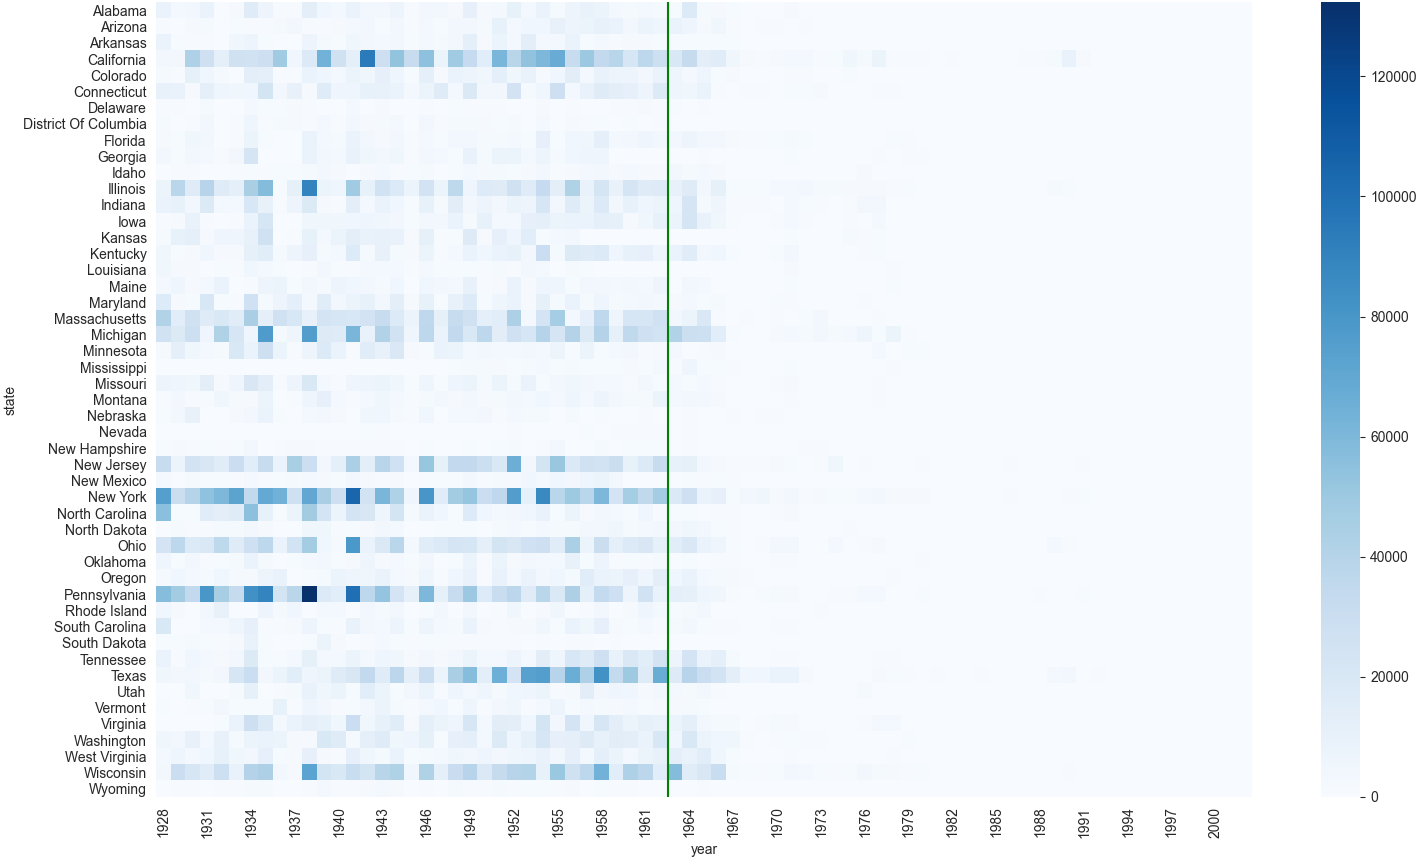 Alabama
Arizona
Arkansas
California
Colorado
Connecticut
Delaware
District Of Columbia
Florida
Georgia
Idaho
Illinois
Indiana
Iowa
Kansas
Kentucky
Louisiana
Maine
Maryland
Massachusetts
Michigan
Minnesota
Mississippi
Missouri
Montana
Nebraska
Nevada
New Hampshire
New Jersey
New Mexico
New York
North Carolina
North Dakota
Ohio
Oklahoma
Oregon
Pennsylvania
Rhode Island
South Carolina
South Dakota
Tennessee
Texas
Utah
Vermont
Virginia
Washington
West Virginia
Wisconsin
Wyoming
state
1928
1931
1934
1937
1940
1943
1946
1949
1952
1955
1958
1961
1964
1967
1970
1973
1976
1979
1982
1985
1988
1991
1994
1997
2000
year
120000
100000
80000
60000
40000
20000
0